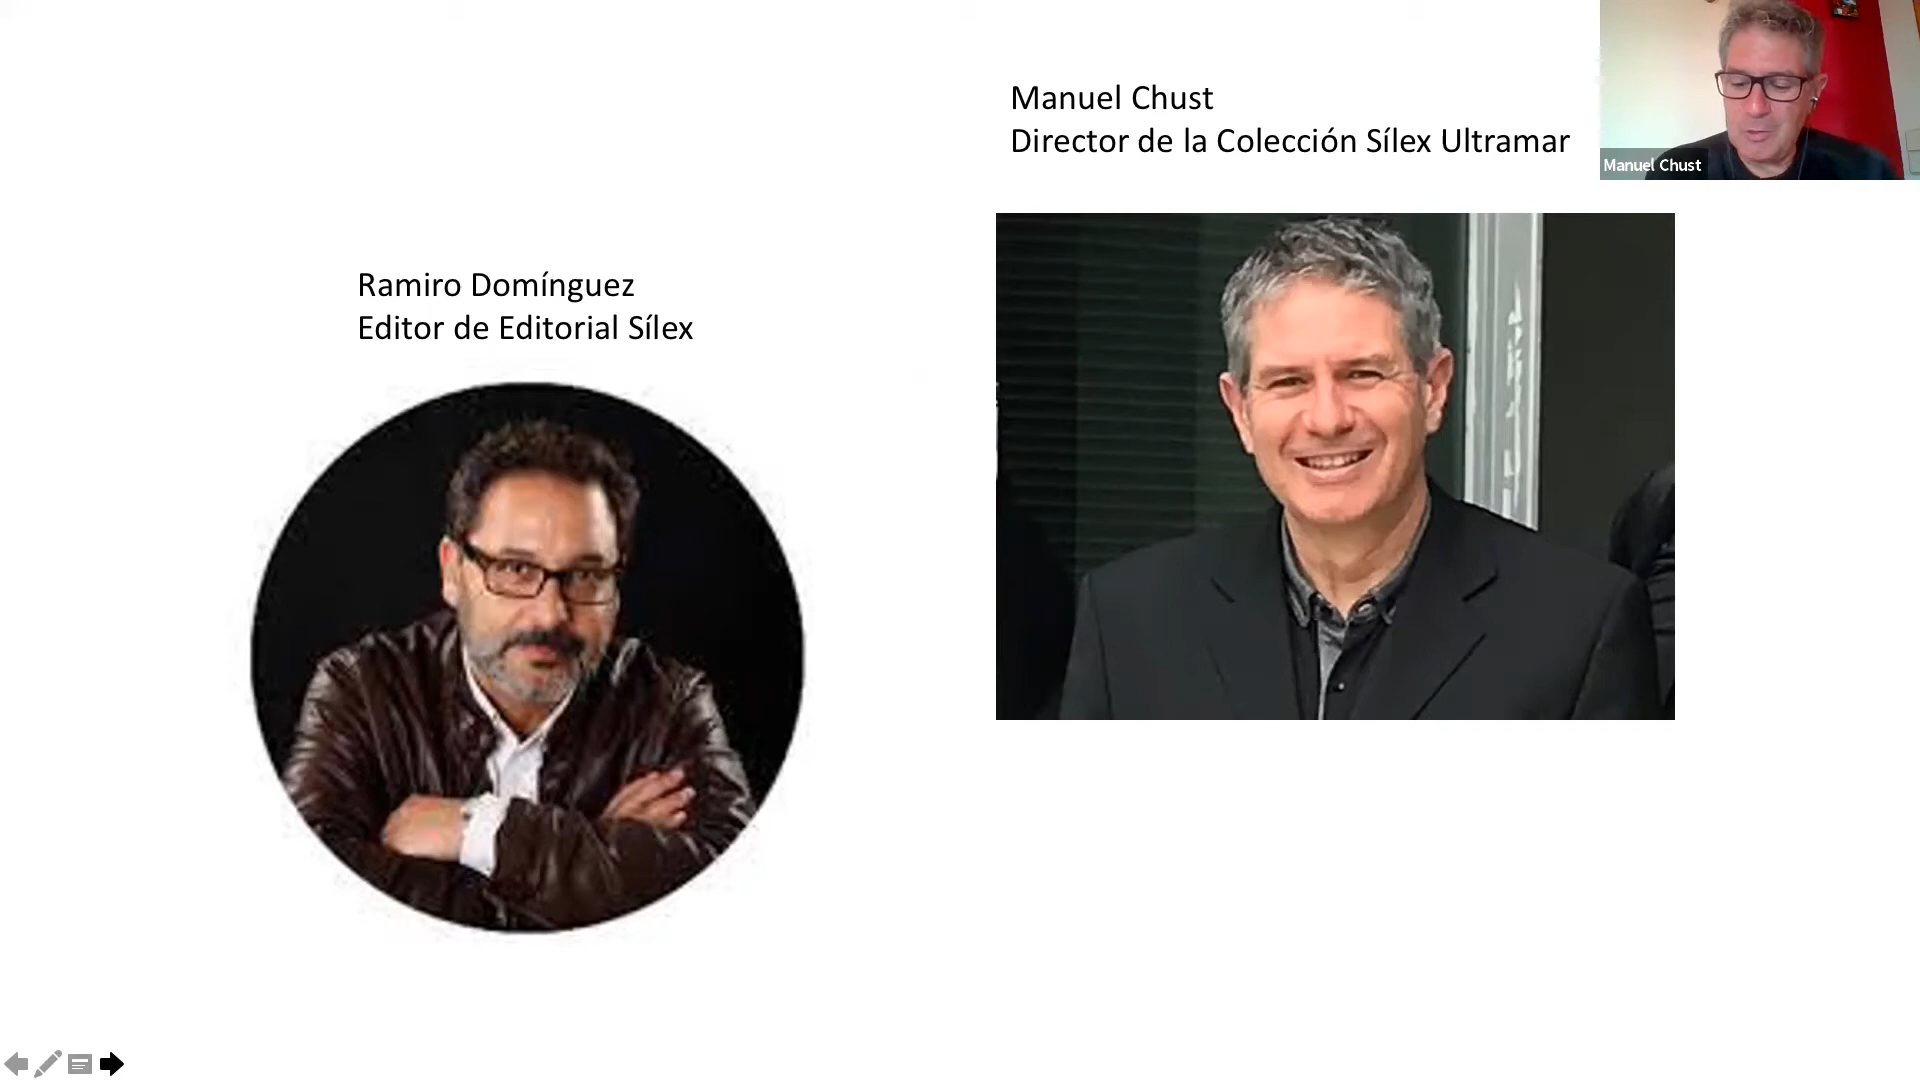 Manuel Chust
Director de la Colección Sílex Ultramar
Manuel Chust
Ramiro Domínguez
Editor de Editorial Sílex